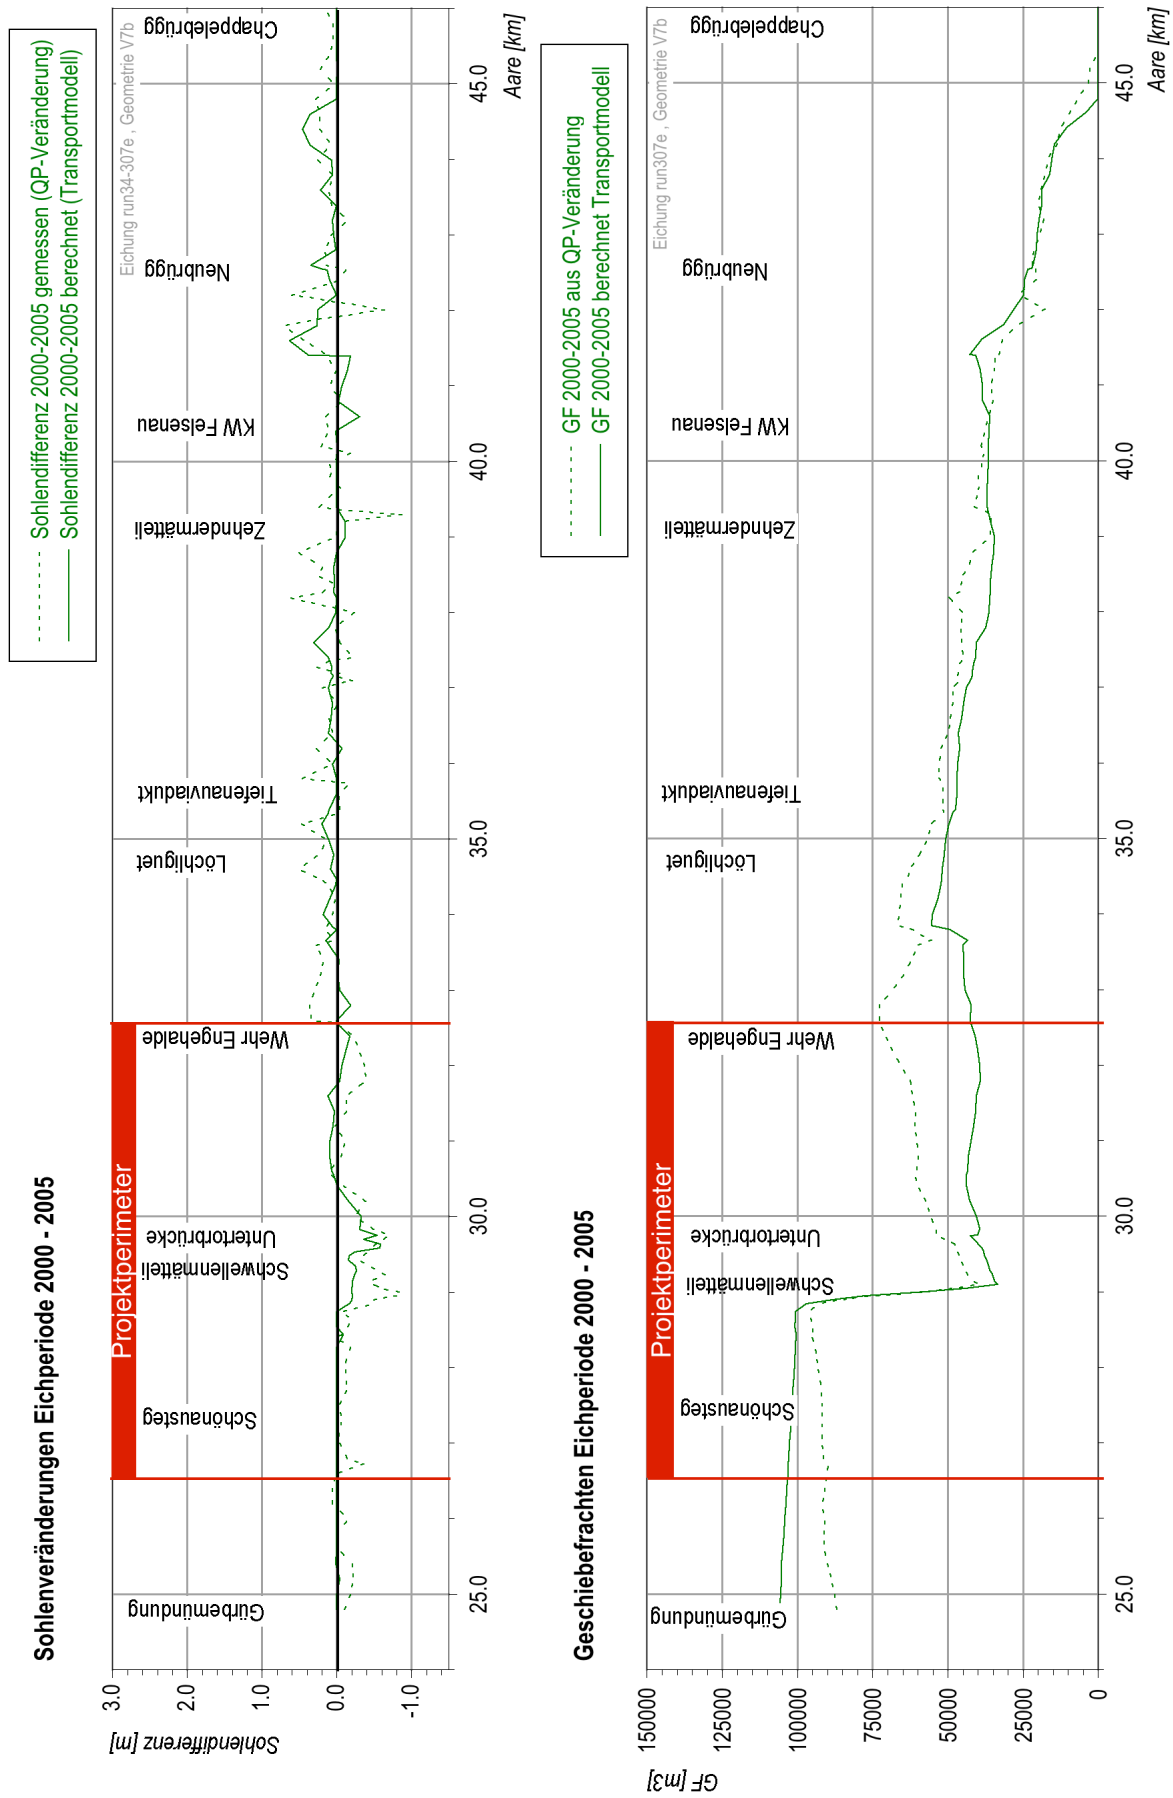 Sohlenveränderungen Eichperiode 2000 - 2005
Sohlendifferenz 2000-2005 gemessen (QP-Veränderung)
Sohlendifferenz 2000-2005 berechnet (Transportmodell)
Eichung run34-307e , Geometrie V7b
Projektperimeter
Gürbemündung
Schönausteg
Schwellenmätteli
Untertorbrücke
Wehr Engehalde
Löchliguet
Tiefenauviadukt
Zehndermätteli
KW Felsenau
Neubrügg
Chappelebrügg
Sohlendifferenz [m]
3.0
2.0
1.0
0.0
-1.0
25.0
30.0
35.0
40.0
45.0
Aare [km]
Geschiebefrachten Eichperiode 2000 - 2005
GF 2000-2005 aus QP-Veränderung
GF 2000-2005 berechnet Transportmodell
Eichung run307e , Geometrie V7b
Projektperimeter
Gürbemündung
Schönausteg
Schwellenmätteli
Untertorbrücke
Wehr Engehalde
Löchliguet
Tiefenauviadukt
Zehndermätteli
KW Felsenau
Neubrügg
Chappelebrügg
GF [m3]
150000
125000
100000
75000
50000
25000
0
25.0
30.0
35.0
40.0
45.0
Aare [km]